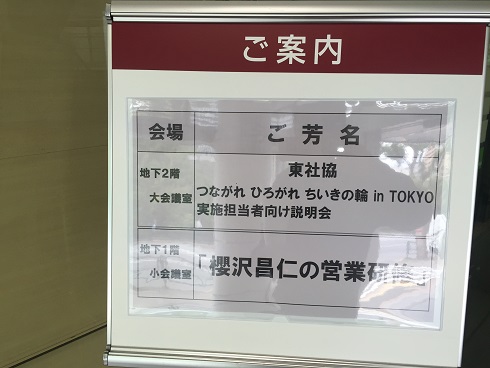 ご案内
会場 ご芳名
地下2階 東社協
大会議室 つながれ ひろがれ ちいきの輪 in TOKYO
実施担当者向け説明会
地下1階
小会議室 「櫻沢昌仁の営業研修」